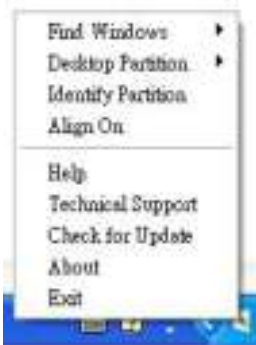 Find Windows
Desktop Partition
Identify Partition
Align On
Help
Technical Support
Check for Update
About
Exit